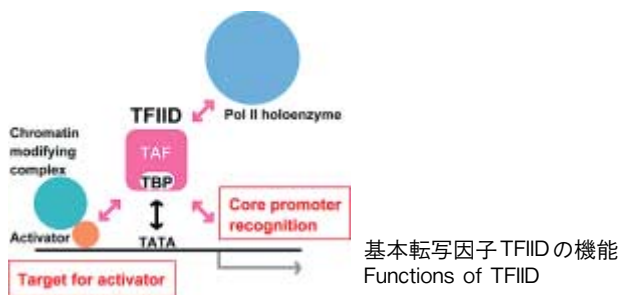 TFIID
Pol II holoenzyme
Chromatin
modifying
complex
TAF
TBP
Core promoter
recognition
Activator
TATA
Target for activator
基本転写因子TFIIDの機能
Functions of TFIID